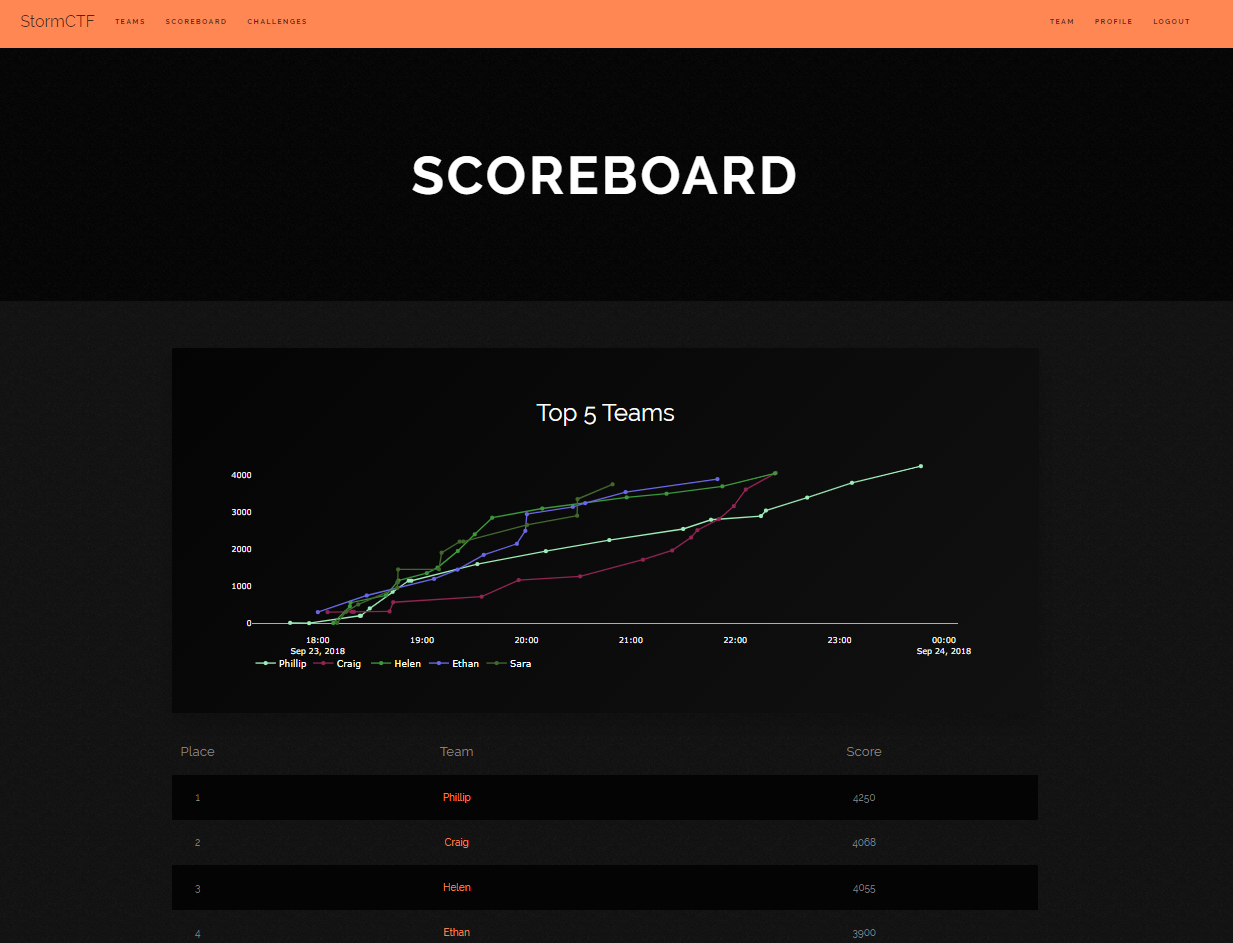 StormCTF TEAMS SCOREBOARD CHALLENGES TEAM PROFILE LOGOUT
SCOREBOARD
Top 5 Teams
4000
3000
2000
1000
0
18:00 19:00 20:00 21:00 22:00 23:00 00:00
Sep 23, 2018 Sep 24, 2018
Phillip Craig Helen Ethan Sara
Place Team Score
1 Phillip 4250
2 Craig 4068
3 Helen 4055
4 Ethan 3900